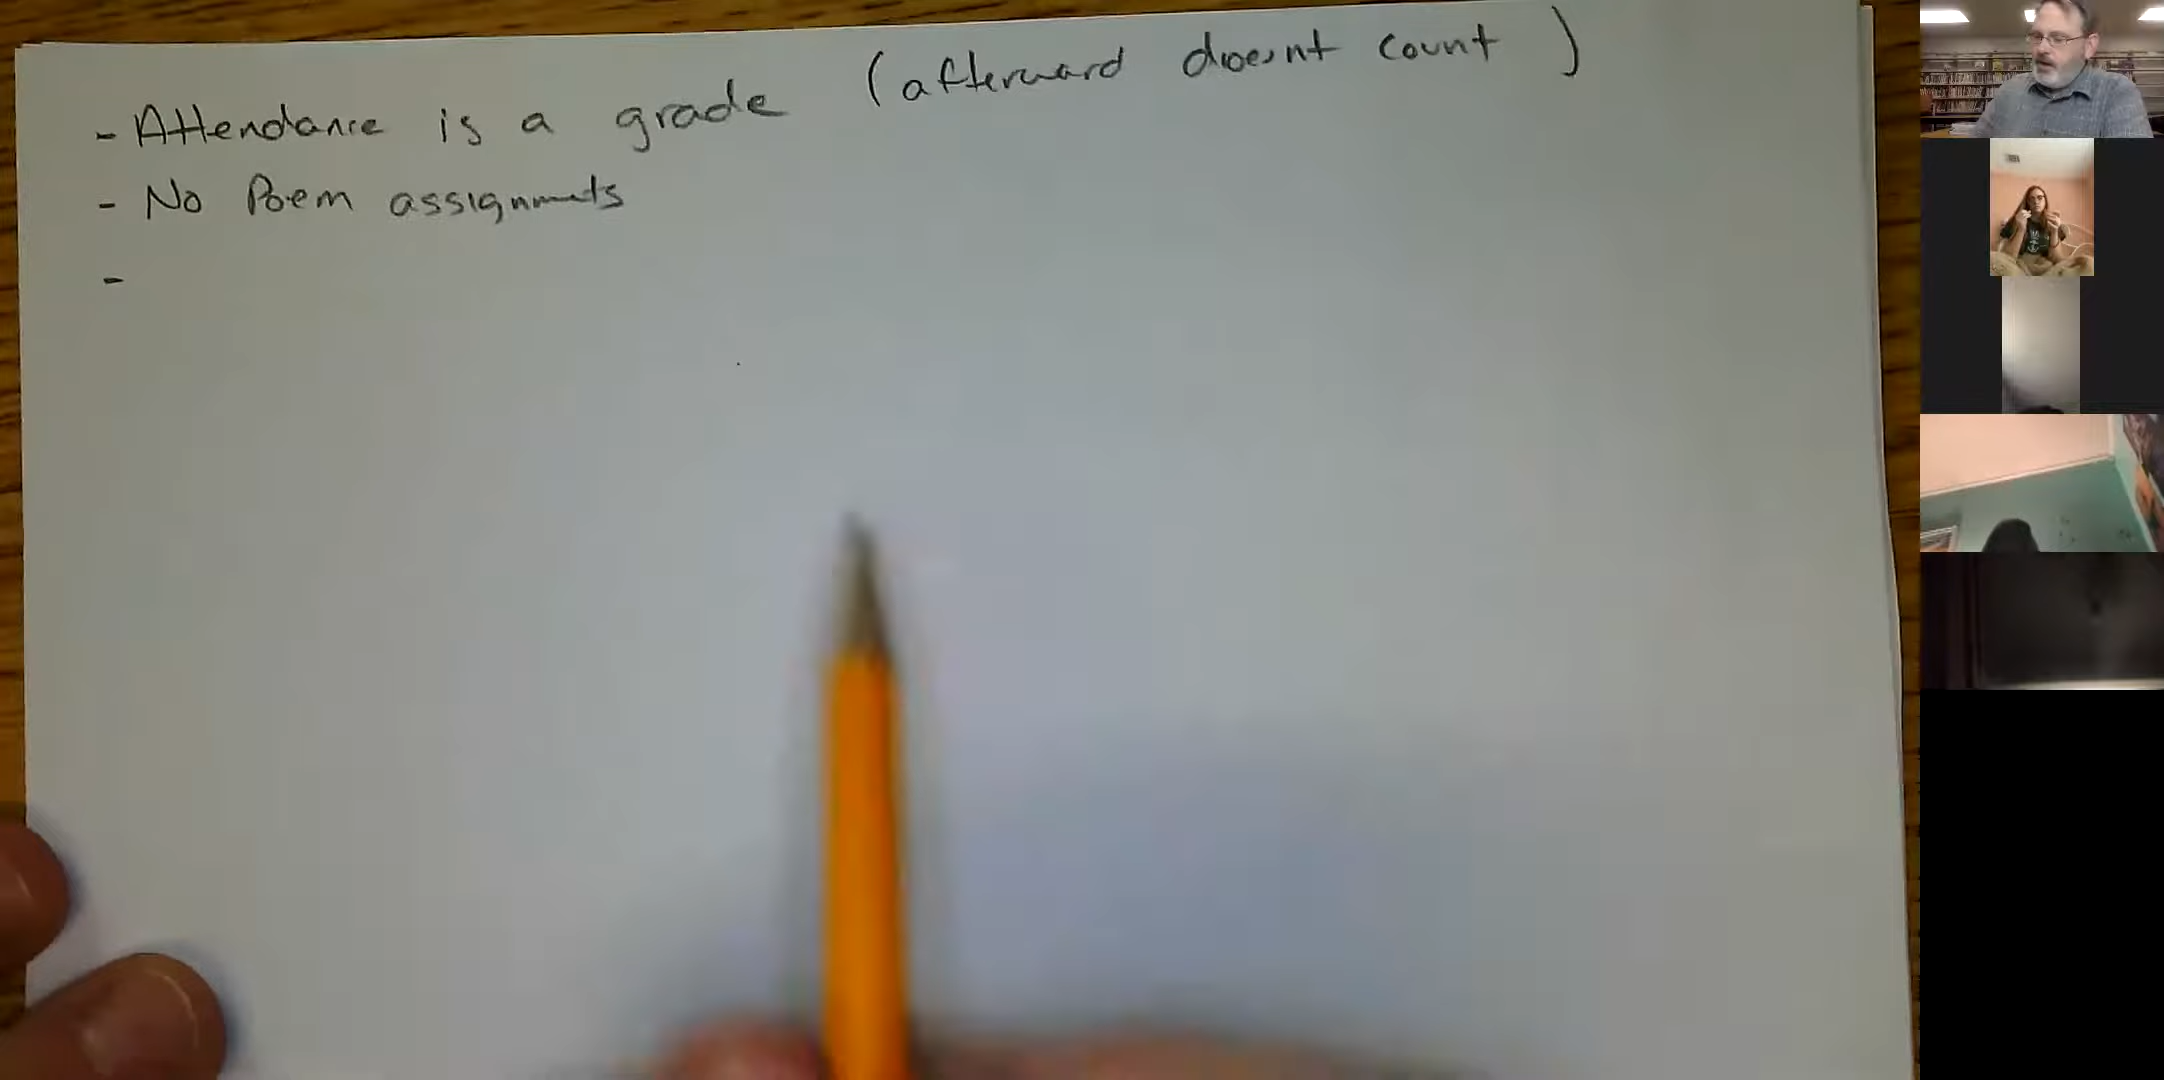 - Attendance is a grade (afterward doesnt count )
- No Poem assignments
-